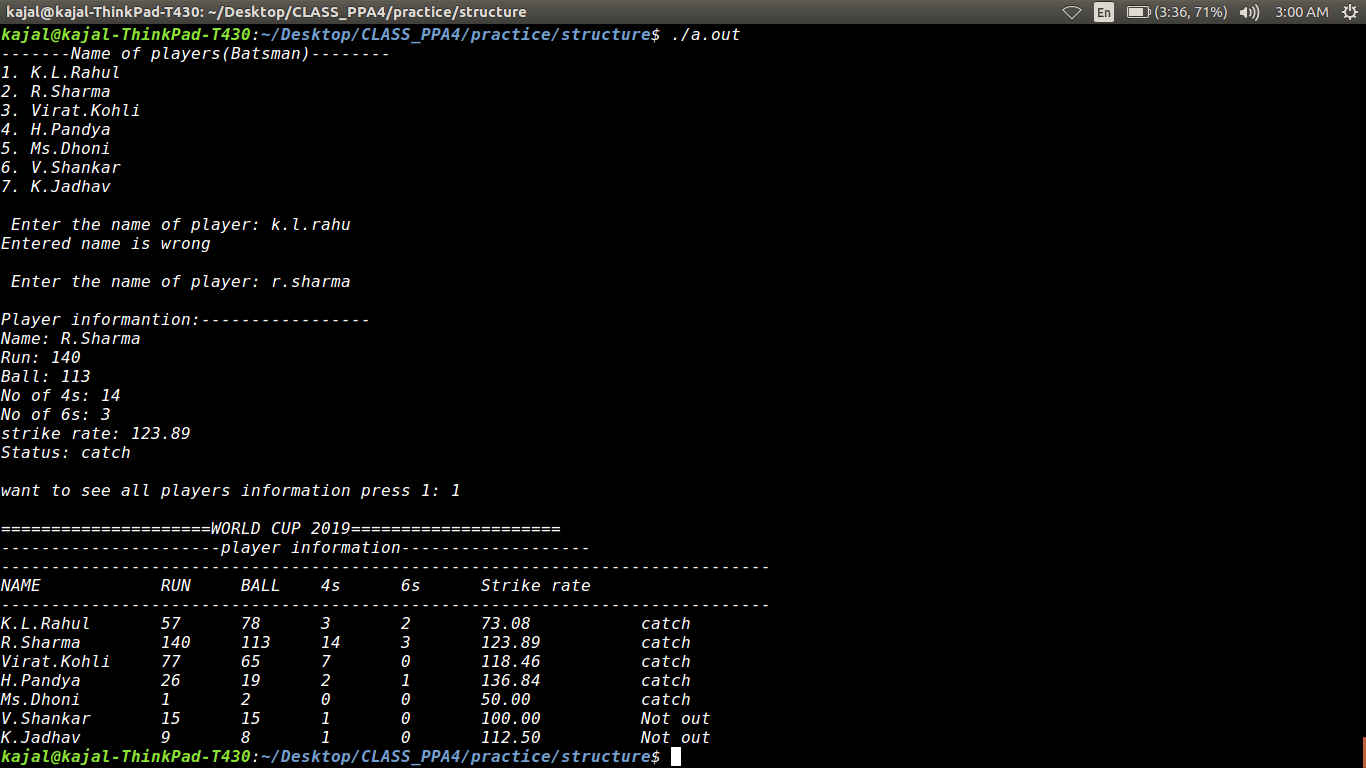 kajal@kajal-ThinkPad-T430: ~/Desktop/CLASS_PPA4/practice/structure En (3:36, 71%) 3:00 AM
kajal@kajal-ThinkPad-T430:~/Desktop/CLASS_PPA4/practice/structure$ ./a.out
-------Name of players(Batsman)--------
1. K.L.Rahul
2. R.Sharma
3. Virat.Kohli
4. H.Pandya
5. Ms.Dhoni
6. V.Shankar
7. K.Jadhav
Enter the name of player: k.l.rahu
Entered name is wrong
Enter the name of player: r.sharma
Player informantion:-----------------
Name: R.Sharma
Run: 140
Ball: 113
No of 4s: 14
No of 6s: 3
strike rate: 123.89
Status: catch
want to see all players information press 1: 1
=====================WORLD CUP 2019=====================
----------------------player information-------------------
-----------------------------------------------------------------------------
NAME RUN BALL 4s 6s Strike rate
-----------------------------------------------------------------------------
K.L.Rahul 57 78 3 2 73.08 catch
R.Sharma 140 113 14 3 123.89 catch
Virat.Kohli 77 65 7 0 118.46 catch
H.Pandya 26 19 2 1 136.84 catch
Ms.Dhoni 1 2 0 0 50.00 catch
V.Shankar 15 15 1 0 100.00 Not out
K.Jadhav 9 8 1 0 112.50 Not out
kajal@kajal-ThinkPad-T430:~/Desktop/CLASS_PPA4/practice/structure$